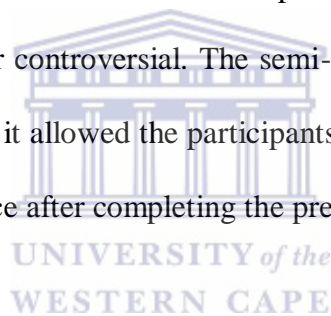 r controversial. The semi-
it allowed the participants
ce after completing the pre
UNIVERSITY of the
WESTERN CAPE